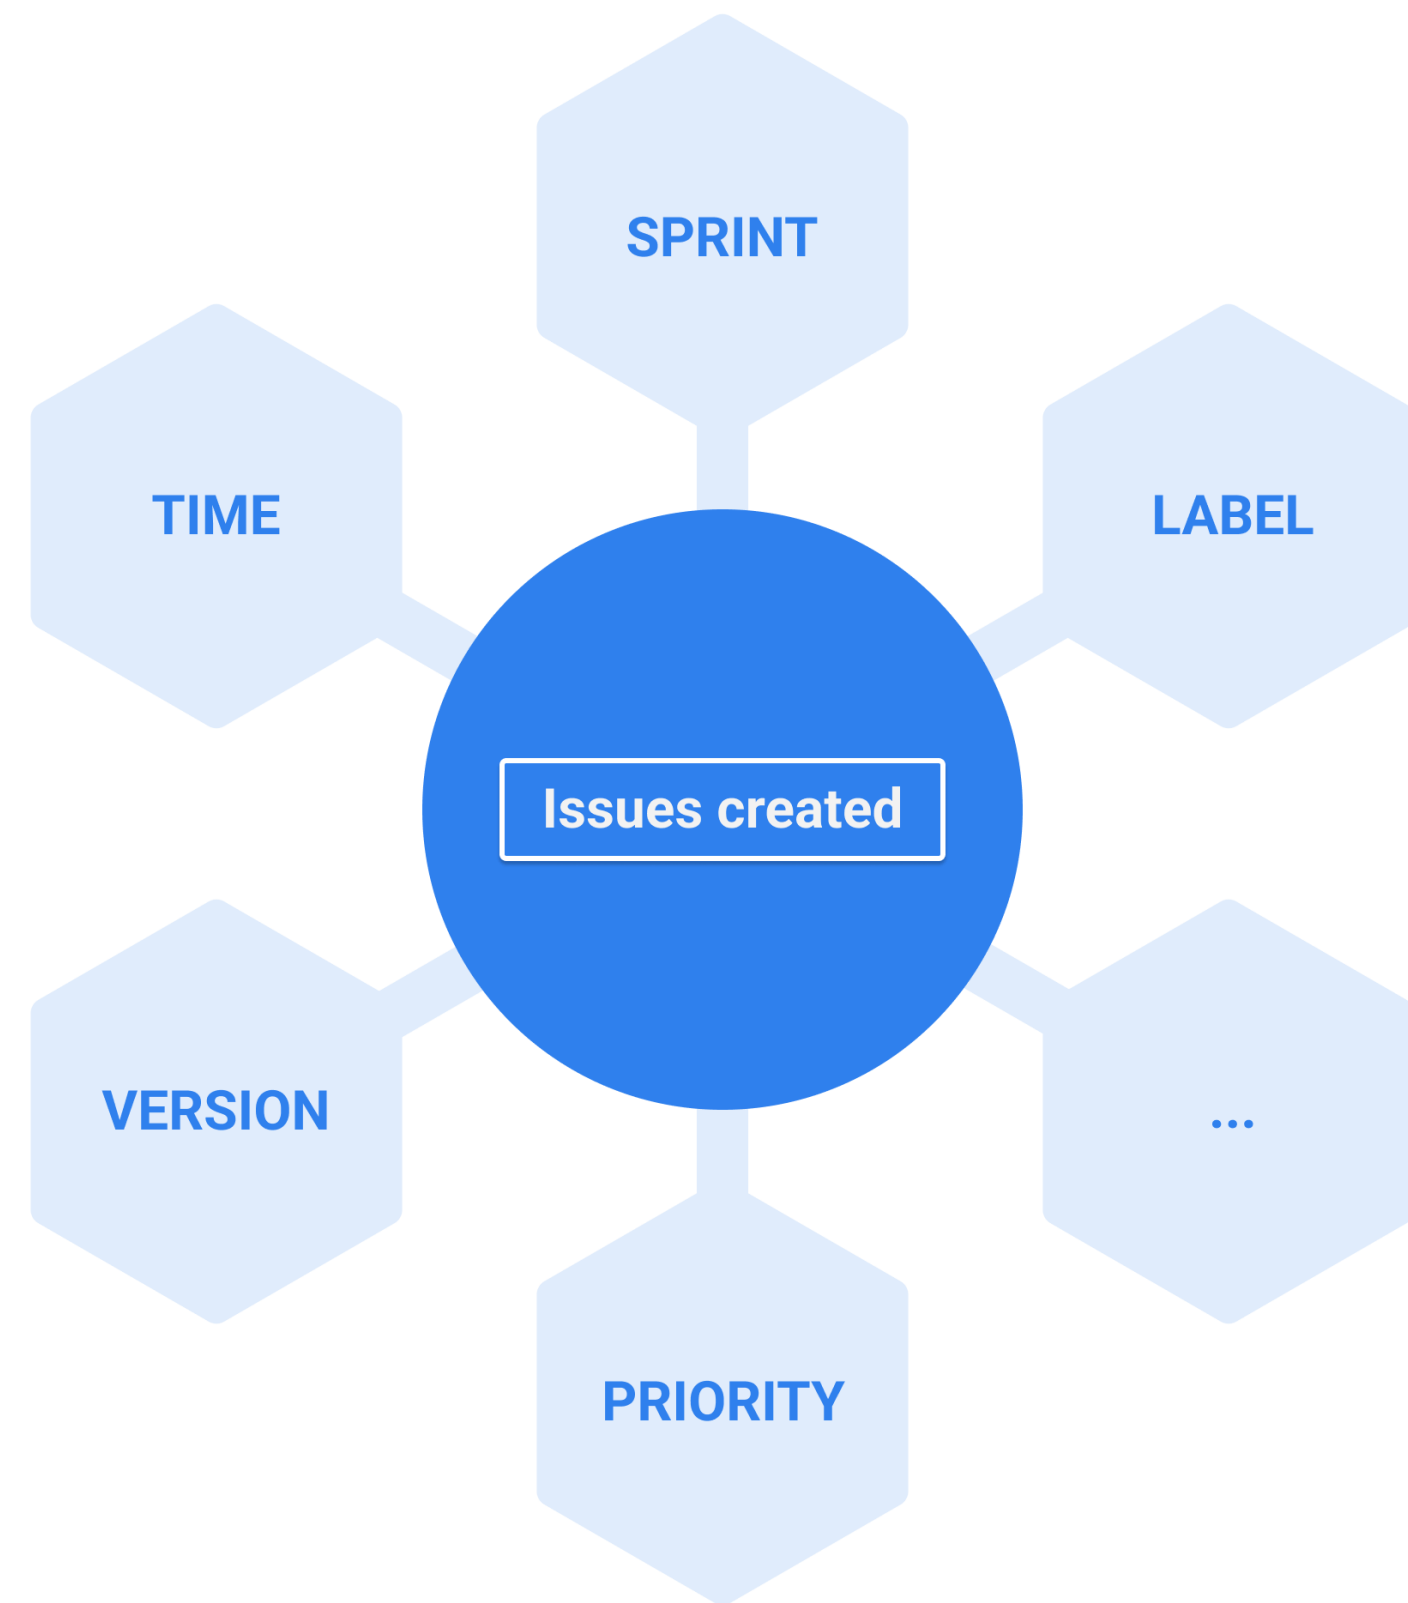 SPRINT
TIME
LABEL
Issues created
VERSION
...
PRIORITY